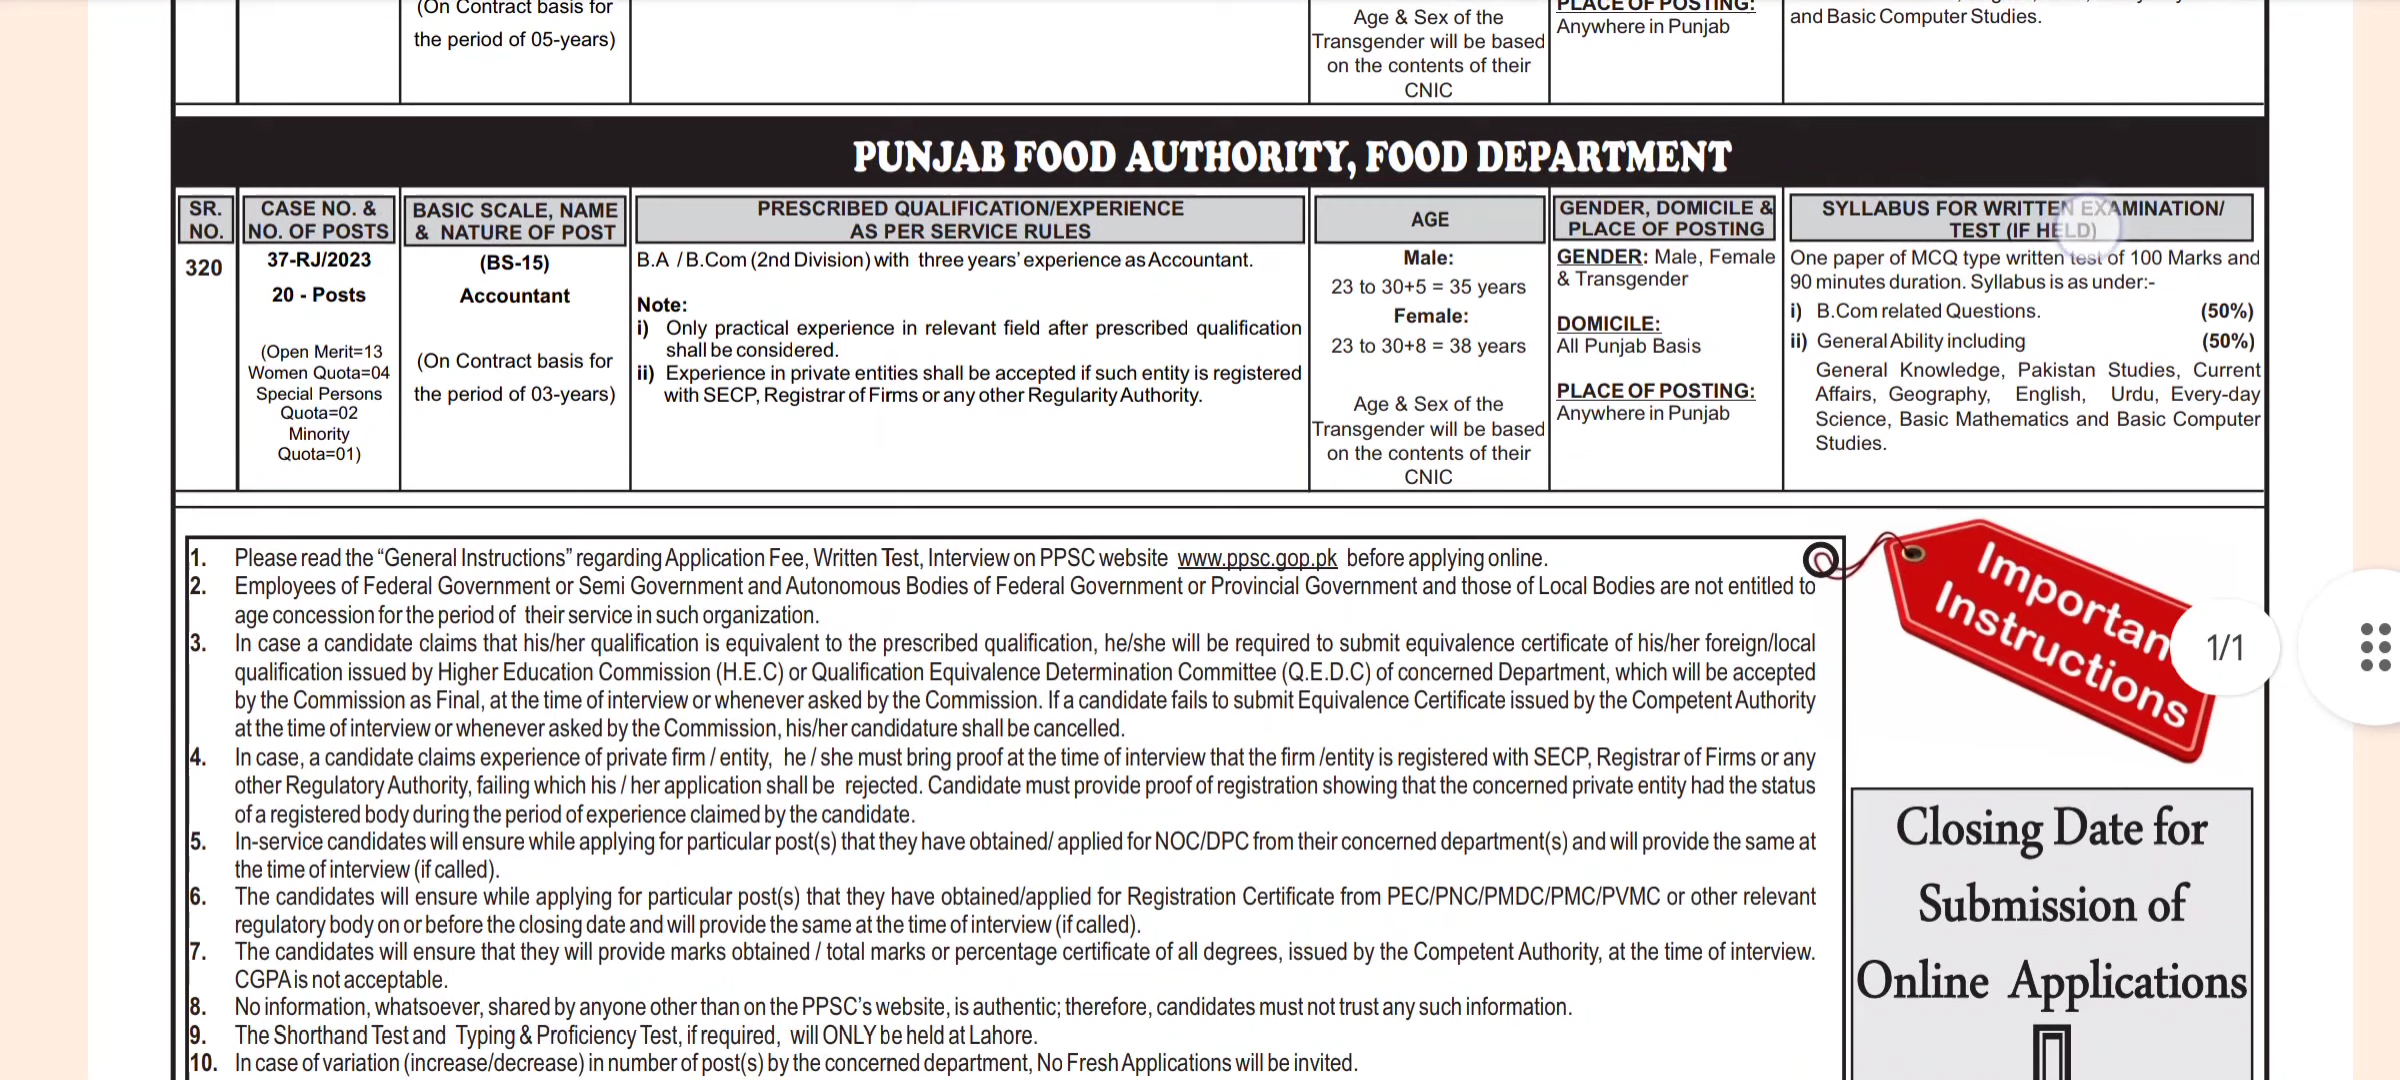 (On Contract basis for
the period of 05-years)
Age & Sex of the
Transgender will be based
on the contents of their
CNIC
PLACE OF POSTING:
Anywhere in Punjab
and Basic Computer Studies.
PUNJAB FOOD AUTHORITY, FOOD DEPARTMENT
SR.
NO.
CASE NO. &
NO. OF POSTS
BASIC SCALE, NAME
& NATURE OF POST
PRESCRIBED QUALIFICATION/EXPERIENCE
AS PER SERVICE RULES
AGE
GENDER, DOMICILE &
PLACE OF POSTING
SYLLABUS FOR WRITTEN EXAMINATION/
TEST (IF HELD)
320
37-RJ/2023
20 - Posts
(Open Merit=13
Women Quota=04
Special Persons
Quota=02
Minority
Quota=01)
(BS-15)
Accountant
(On Contract basis for
the period of 03-years)
B.A / B.Com (2nd Division) with three years' experience as Accountant.
Note:
i) Only practical experience in relevant field after prescribed qualification
shall be considered.
ii) Experience in private entities shall be accepted if such entity is registered
with SECP, Registrar of Firms or any other Regularity Authority.
Male:
23 to 30+5 = 35 years
Female:
23 to 30+8 = 38 years
Age & Sex of the
Transgender will be based
on the contents of their
CNIC
GENDER: Male, Female
& Transgender
DOMICILE:
All Punjab Basis
PLACE OF POSTING:
Anywhere in Punjab
One paper of MCQ type written test of 100 Marks and
90 minutes duration. Syllabus is as under:-
i) B.Com related Questions. (50%)
ii) General Ability including (50%)
General Knowledge, Pakistan Studies, Current
Affairs, Geography, English, Urdu, Every-day
Science, Basic Mathematics and Basic Computer
Studies.
1. Please read the “General Instructions” regarding Application Fee, Written Test, Interview on PPSC website www.ppsc.gop.pk before applying online.
2. Employees of Federal Government or Semi Government and Autonomous Bodies of Federal Government or Provincial Government and those of Local Bodies are not entitled to
age concession for the period of their service in such organization.
3. In case a candidate claims that his/her qualification is equivalent to the prescribed qualification, he/she will be required to submit equivalence certificate of his/her foreign/local
qualification issued by Higher Education Commission (H.E.C) or Qualification Equivalence Determination Committee (Q.E.D.C) of concerned Department, which will be accepted
by the Commission as Final, at the time of interview or whenever asked by the Commission. If a candidate fails to submit Equivalence Certificate issued by the Competent Authority
at the time of interview or whenever asked by the Commission, his/her candidature shall be cancelled.
4. In case, a candidate claims experience of private firm / entity, he / she must bring proof at the time of interview that the firm /entity is registered with SECP, Registrar of Firms or any
other Regulatory Authority, failing which his / her application shall be rejected. Candidate must provide proof of registration showing that the concerned private entity had the status
of a registered body during the period of experience claimed by the candidate.
5. In-service candidates will ensure while applying for particular post(s) that they have obtained/ applied for NOC/DPC from their concerned department(s) and will provide the same at
the time of interview (if called).
6. The candidates will ensure while applying for particular post(s) that they have obtained/applied for Registration Certificate from PEC/PNC/PMDC/PMC/PVMC or other relevant
regulatory body on or before the closing date and will provide the same at the time of interview (if called).
7. The candidates will ensure that they will provide marks obtained / total marks or percentage certificate of all degrees, issued by the Competent Authority, at the time of interview.
CGPA is not acceptable.
8. No information, whatsoever, shared by anyone other than on the PPSC's website, is authentic; therefore, candidates must not trust any such information.
9. The Shorthand Test and Typing & Proficiency Test, if required, will ONLY be held at Lahore.
10. In case of variation (increase/decrease) in number of post(s) by the concerned department, No Fresh Applications will be invited.
Importan
Instructions
1/1
Closing Date for
Submission of
Online Applications